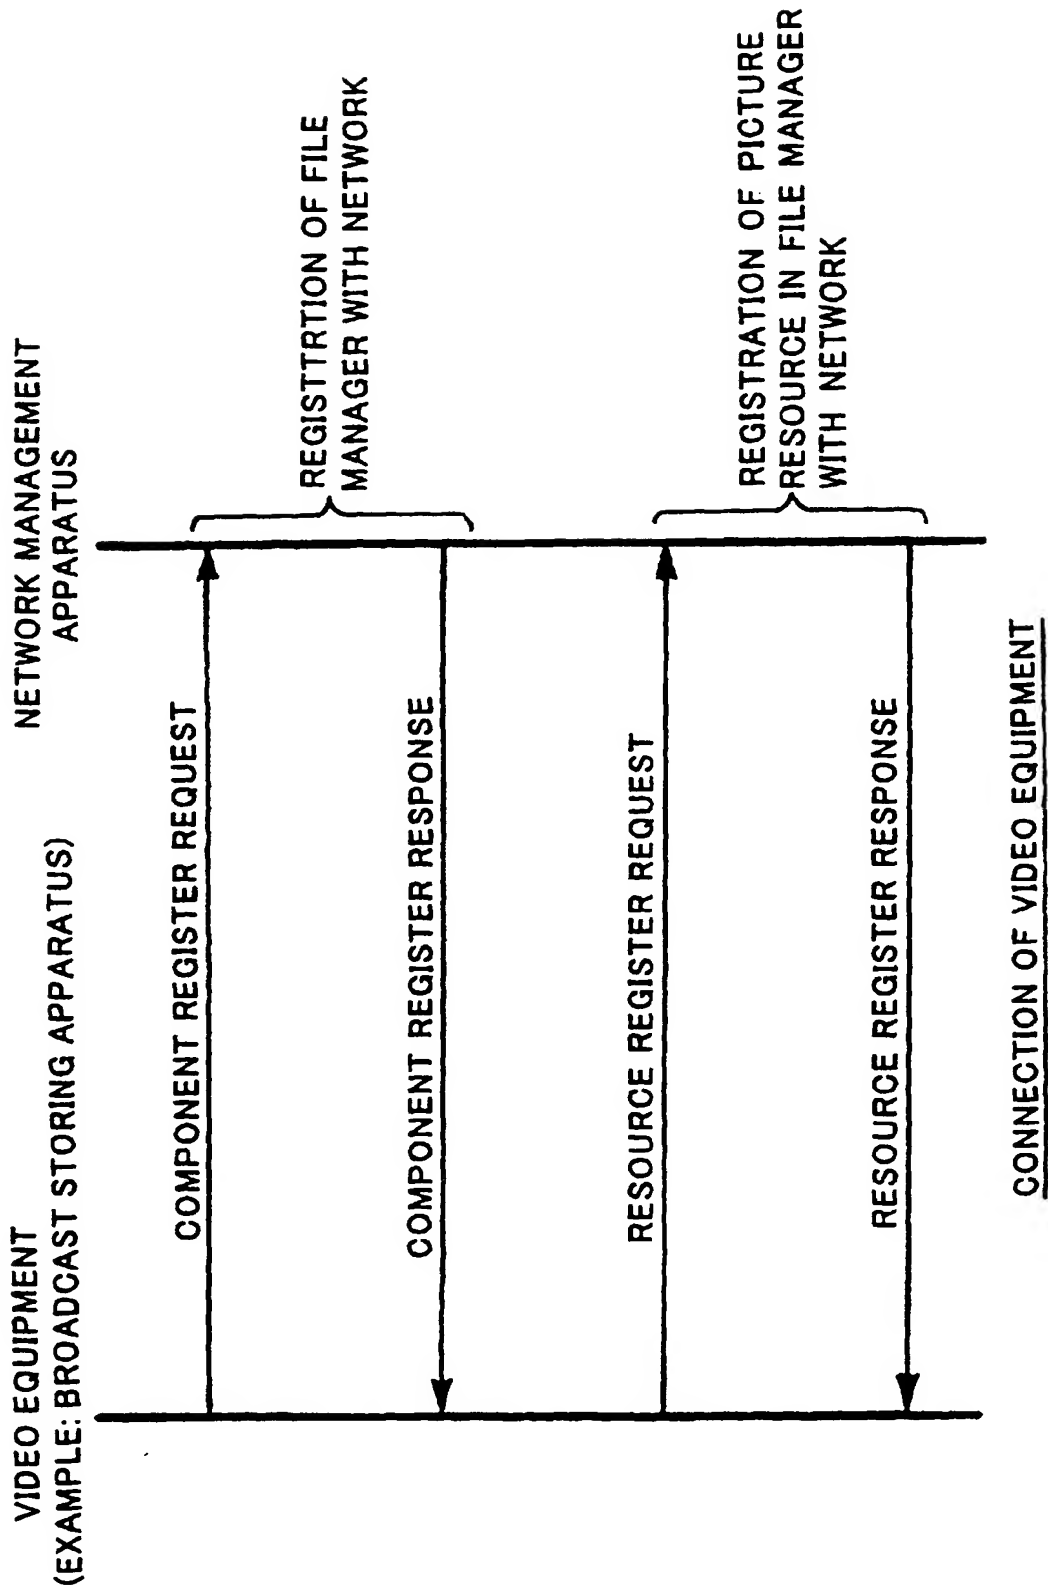 VIDEO EQUIPMENT
(EXAMPLE: BROADCAST STORING APPARATUS)
NETWORK MANAGEMENT
APPARATUS
COMPONENT REGISTER REQUEST
COMPONENT REGISTER RESPONSE
REGISTTRTION OF FILE
MANAGER WITH NETWORK
RESOURCE REGISTER REQUEST
RESOURCE REGISTER RESPONSE
REGISTRATION OF PICTURE
RESOURCE IN FILE MANAGER
WITH NETWORK
CONNECTION OF VIDEO EQUIPMENT